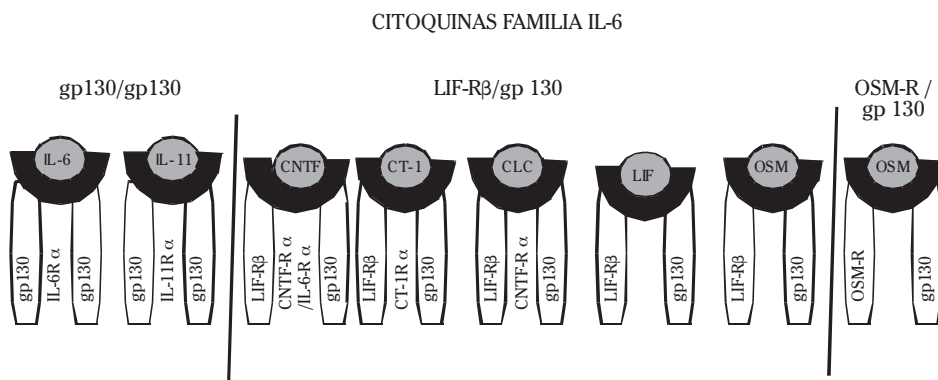 CITOQUINAS FAMILIA IL-6
gp130/gp130
LIF-Rβ/gp 130
OSM-R /
gp 130
IL-6
IL-11
CNTF
CT-1
CLC
LIF
OSM
OSM
gp130
IL-6R α
gp130
gp130
IL-11R α
gp130
LIF-Rβ
CNTF-R α
/IL-6-R α
gp130
LIF-Rβ
CT-1R α
gp130
LIF-Rβ
CNTF-R α
gp130
LIF-Rβ
gp130
LIF-Rβ
gp130
OSM-R
gp130